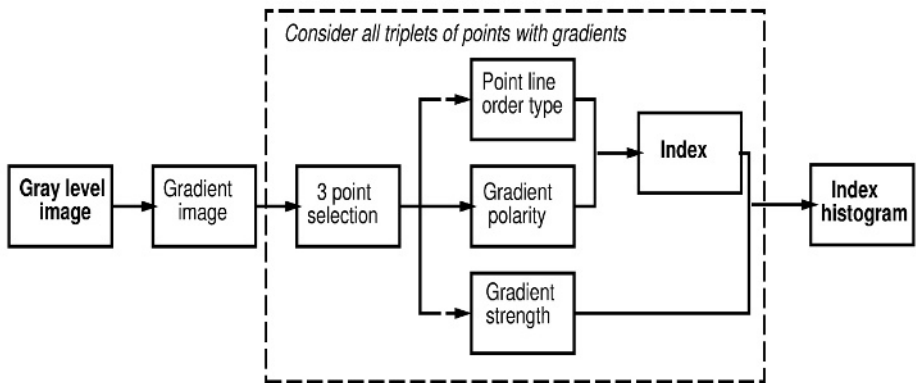 Consider all triplets of points with gradients
Gray level
image
Gradient
image
3 point
selection
Point line
order type
Gradient
polarity
Gradient
strength
Index
Index
histogram